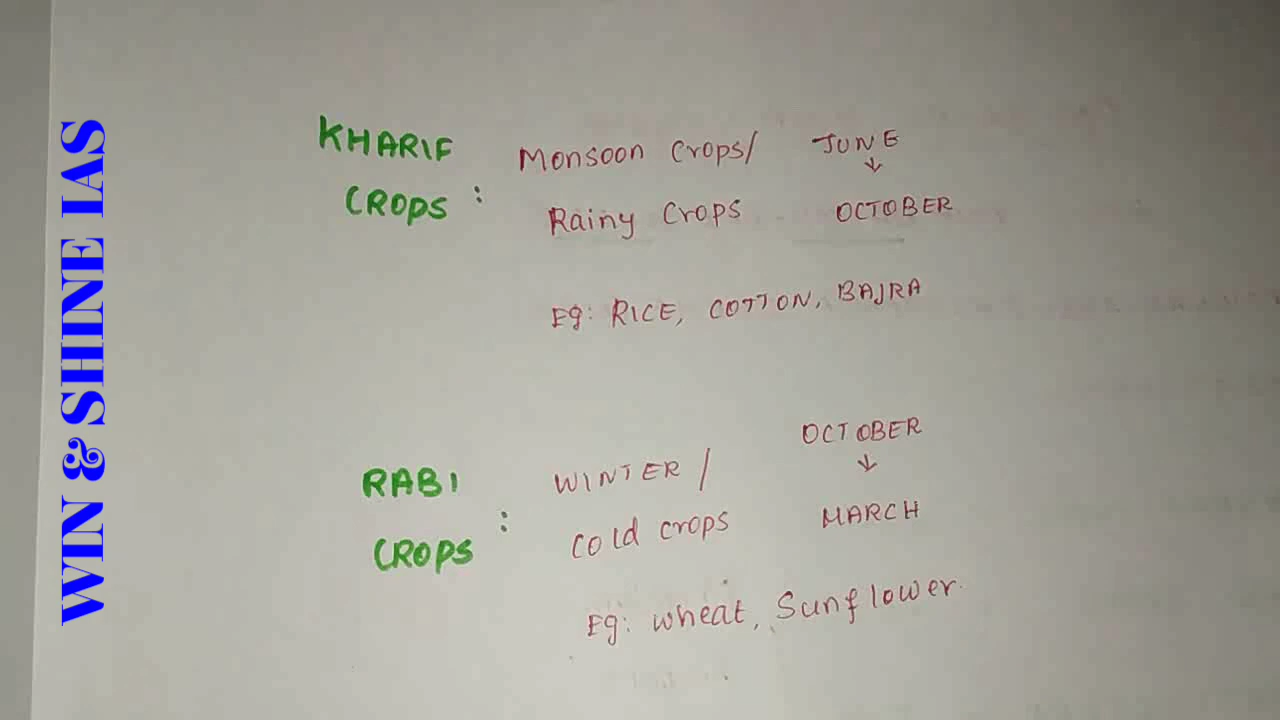 WIN & SHINE IAS
KHARIF Monsoon Crops/ JUNE
CROPS : Rainy Crops ↓ OCTOBER
Eg: RICE, COTTON, BAJRA
RABI WINTER / OCTOBER
CROPS : Cold crops ↓ MARCH
Eg: wheat, Sunflower.